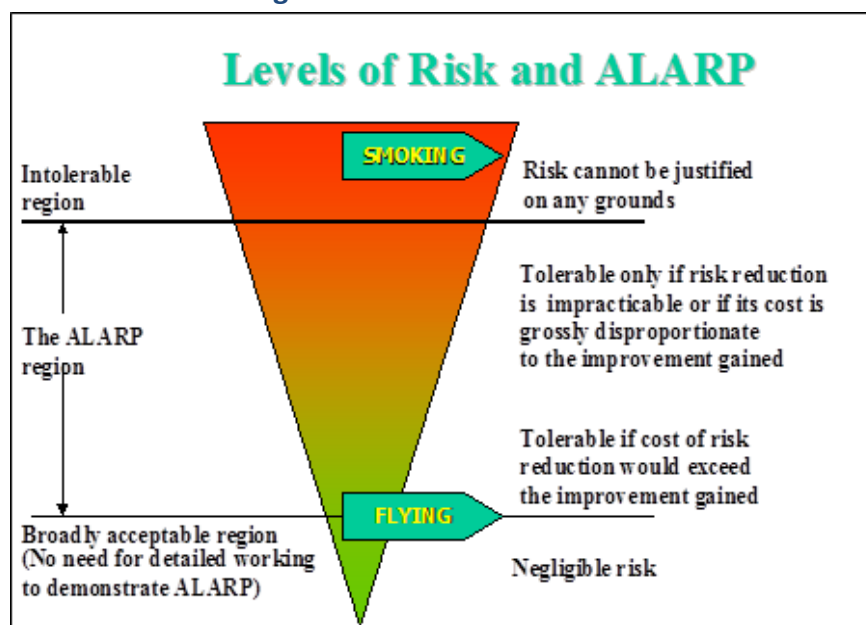 Levels of Risk and ALARP
SMOKING
Intolerable
region
Risk cannot be justified
on any grounds
Tolerable only if risk reduction
is impracticable or if its cost is
grossly disproportionate
to the improvement gained
The ALARP
region
Tolerable if cost of risk
reduction would exceed
the improvement gained
FLYING
Broadly acceptable region
(No need for detailed working
to demonstrate ALARP)
Negligible risk